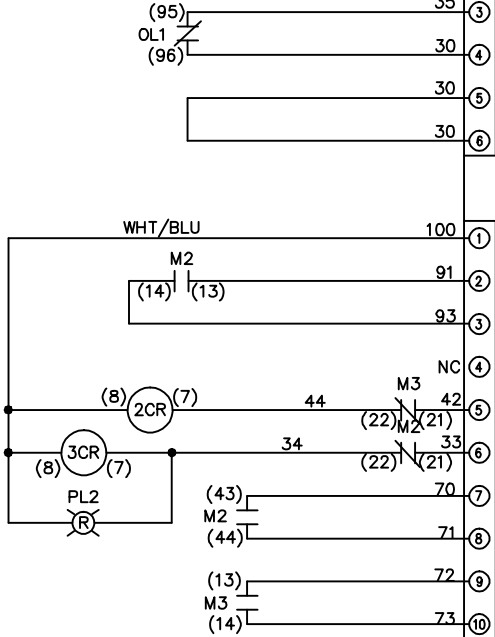 (95) 35 3
OL1
(96) 30 4
30 5
30 6
WHT/BLU 100 1
M2
(14) (13) 91 2
93 3
NC 4
M3
(8) 2CR (7) 44 (22) (21) 42 5
M2
3CR 34 33 6
(8) (7) (22) (21)
PL2
R
(43) 70 7
M2
(44) 71 8
(13) 72 9
M3
(14) 73 10